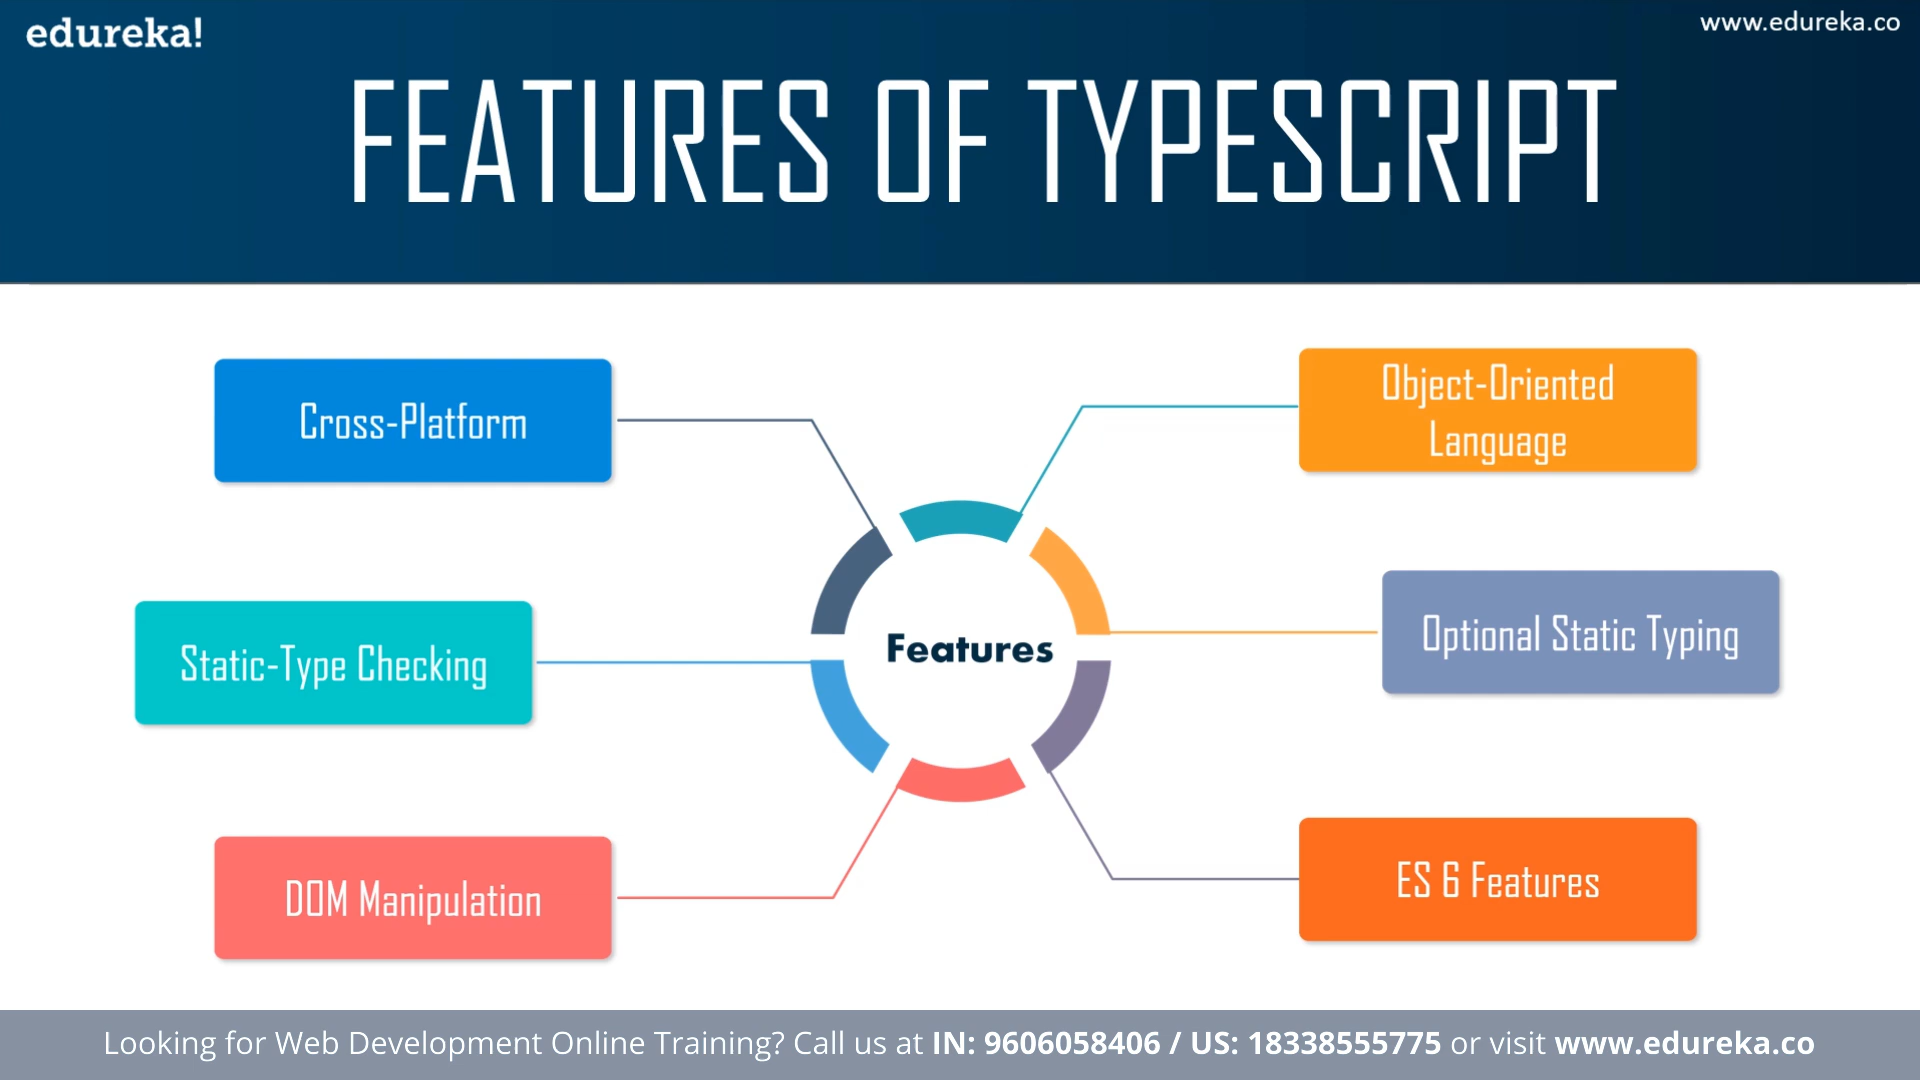 edureka!
www.edureka.co
FEATURES OF TYPESCRIPT
Cross-Platform
Object-Oriented
Language
Static-Type Checking
Features
Optional Static Typing
DOM Manipulation
ES 6 Features
Looking for Web Development Online Training? Call us at IN: 9606058406 / US: 18338555775 or visit www.edureka.co